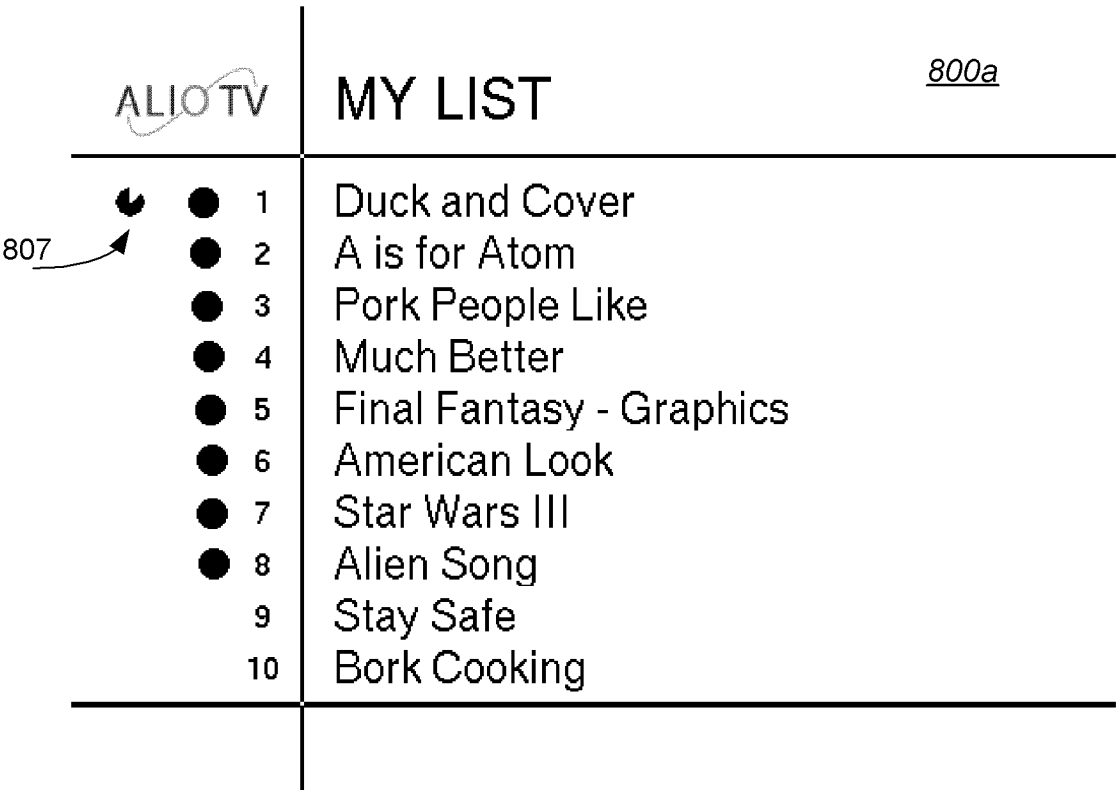 800a
ALIO TV MY LIST
1 Duck and Cover
807
2 A is for Atom
3 Pork People Like
4 Much Better
5 Final Fantasy - Graphics
6 American Look
7 Star Wars III
8 Alien Song
9 Stay Safe
10 Bork Cooking